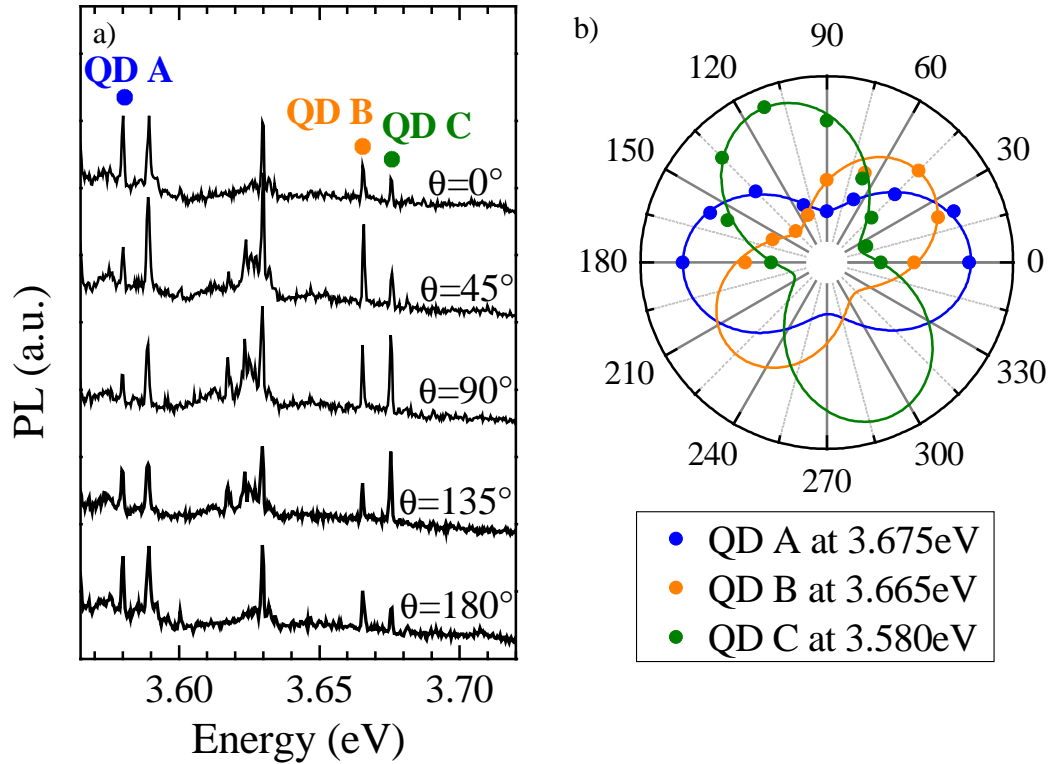 a)
QD A
QD B
QD C
θ=0°
θ=45°
θ=90°
θ=135°
θ=180°
3.60
3.65
3.70
Energy (eV)
PL (a.u.)
b)
90
120
60
150
30
180
0
210
330
240
300
270
QD A at 3.675eV
QD B at 3.665eV
QD C at 3.580eV